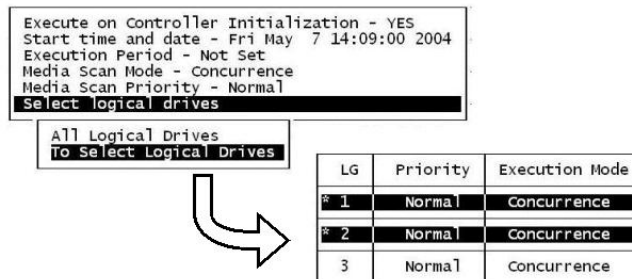 Execute on Controller Initialization - YES
Start time and date - Fri May  7 14:09:00 2004
Execution Period - Not Set
Media Scan Mode - Concurrence
Media Scan Priority - Normal
Select logical drives
All Logical Drives
To Select Logical Drives
LG Priority Execution Mode
* 1 Normal Concurrence
* 2 Normal Concurrence
3 Normal Concurrence